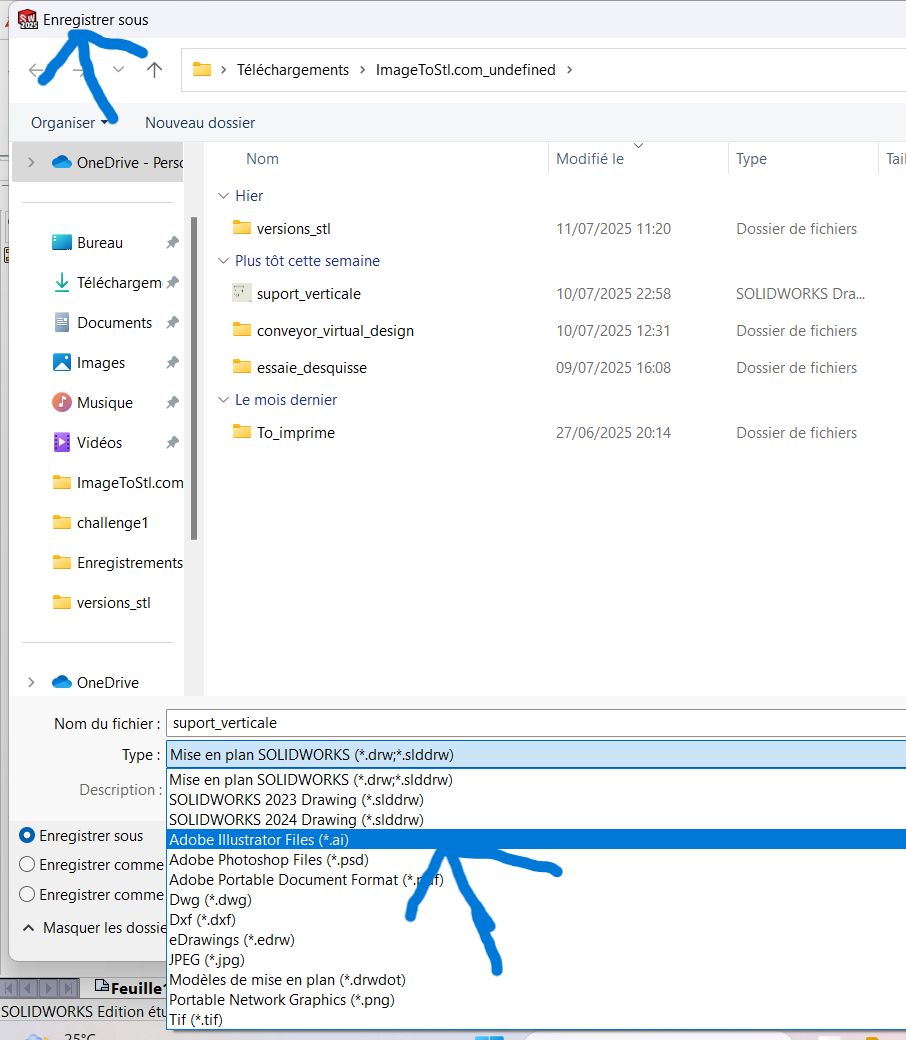 SW 2025 Enregistrer sous
Téléchargements > ImageToStl.com_undefined >
Organiser Nouveau dossier
OneDrive - Perso
Nom Modifié le Type Tail
Hier
versions_stl 11/07/2025 11:20 Dossier de fichiers
Bureau
Plus tôt cette semaine
Téléchargem
suport_verticale 10/07/2025 22:58 SOLIDWORKS Dra...
Documents
conveyor_virtual_design 10/07/2025 12:31 Dossier de fichiers
Images
essaie_desquisse 09/07/2025 16:08 Dossier de fichiers
Musique
Le mois dernier
Vidéos
To_imprime 27/06/2025 20:14 Dossier de fichiers
ImageToStl.com
challenge1
Enregistrements
versions_stl
OneDrive
Nom du fichier : suport_verticale
Type : Mise en plan SOLIDWORKS (*.drw;*.slddrw)
Description :
Mise en plan SOLIDWORKS (*.drw;*.slddrw)
SOLIDWORKS 2023 Drawing (*.slddrw)
SOLIDWORKS 2024 Drawing (*.slddrw)
Adobe Illustrator Files (*.ai)
Adobe Photoshop Files (*.psd)
Adobe Portable Document Format (*.pdf)
Dwg (*.dwg)
Dxf (*.dxf)
eDrawings (*.edrw)
JPEG (*.jpg)
Modèles de mise en plan (*.drwdot)
Portable Network Graphics (*.png)
Tif (*.tif)
Enregistrer sous
Enregistrer comme
Enregistrer comme
Masquer les dossie
Feuille1
SOLIDWORKS Edition étu
25°C